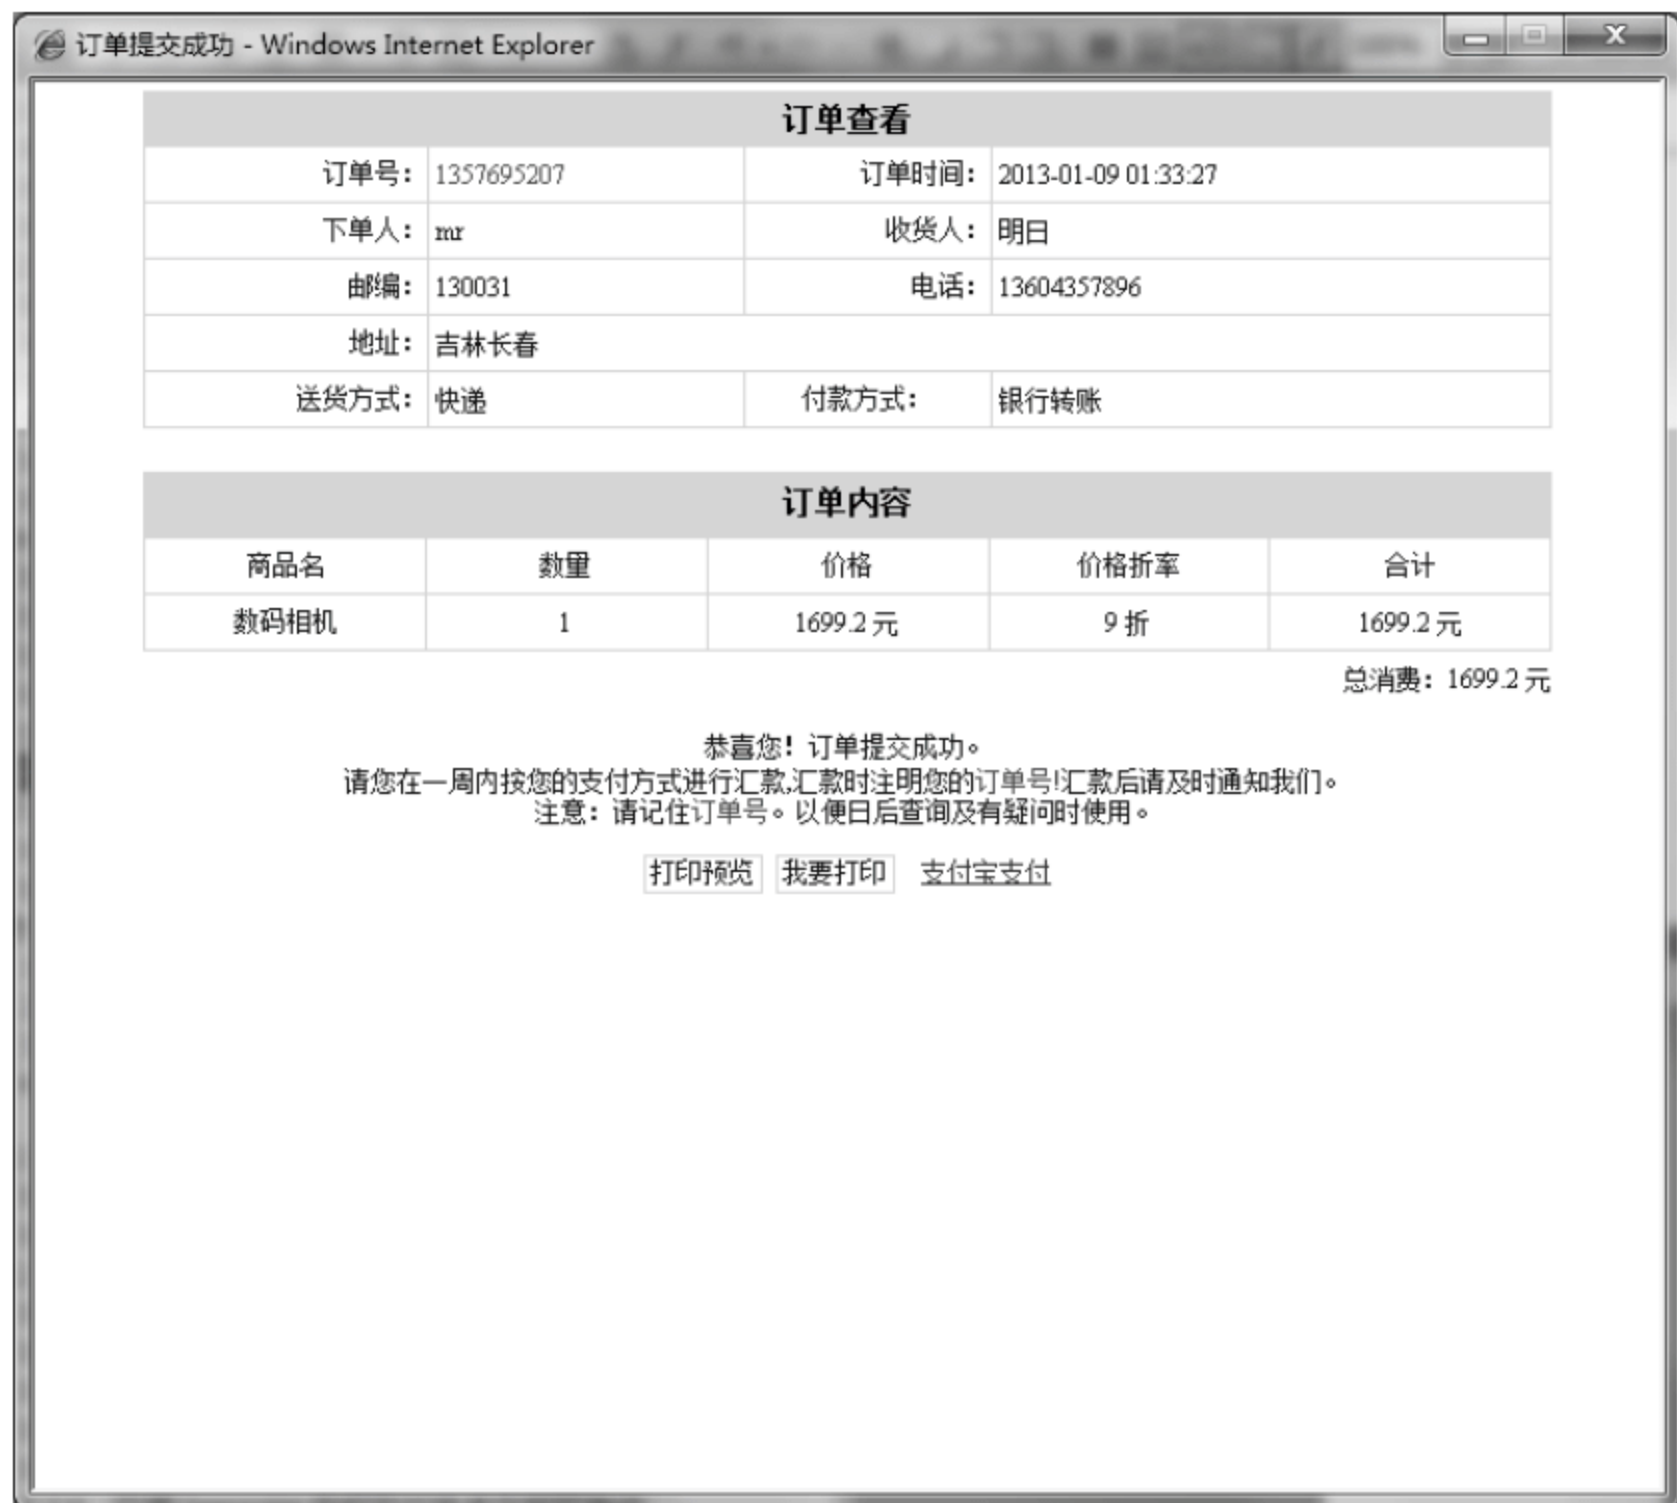 订单提交成功 - Windows Internet Explorer
订单查看
订单号： 1357695207 订单时间： 2013-01-09 01:33:27
下单人： mr 收货人： 明日
邮编： 130031 电话： 13604357896
地址： 吉林长春
送货方式： 快递 付款方式： 银行转账
订单内容
商品名 数量 价格 价格折率 合计
数码相机 1 1699.2 元 9 折 1699.2 元
总消费：1699.2 元
恭喜您！订单提交成功。
请您在一周内按您的支付方式进行汇款,汇款时注明您的订单号!汇款后请及时通知我们。
注意：请记住订单号。以便日后查询及有疑问时使用。
打印预览 我要打印 支付宝支付